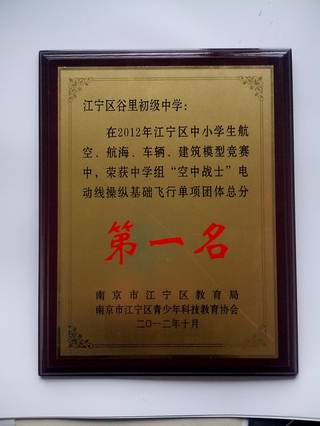 江宁区谷里初级中学：
在2012年江宁区中小学生航
空、航海、车辆、建筑模型竞赛
中，荣获中学组“空中战士”电
动线操纵基础飞行单项团体总分
第一名
南京市江宁区教育局
南京市江宁区青少年科技教育协会
二〇一二年十月